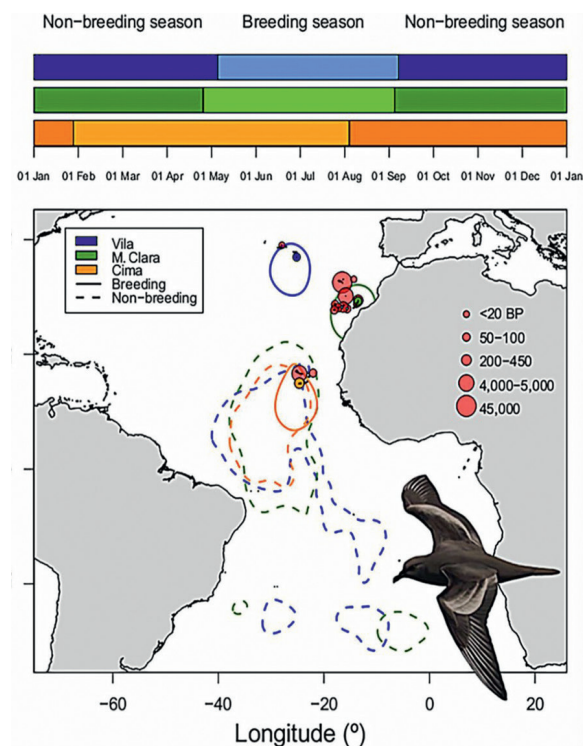 Non-breeding season Breeding season Non-breeding season
01 Jan 01 Feb 01 Mar 01 Apr 01 May 01 Jun 01 Jul 01 Aug 01 Sep 01 Oct 01 Nov 01 Dec 01 Jan
Vila
M. Clara
Cima
Breeding
Non-breeding
<20 BP
50–100
200–450
4,000–5,000
45,000
−60 −40 −20 0 20
Longitude (º)